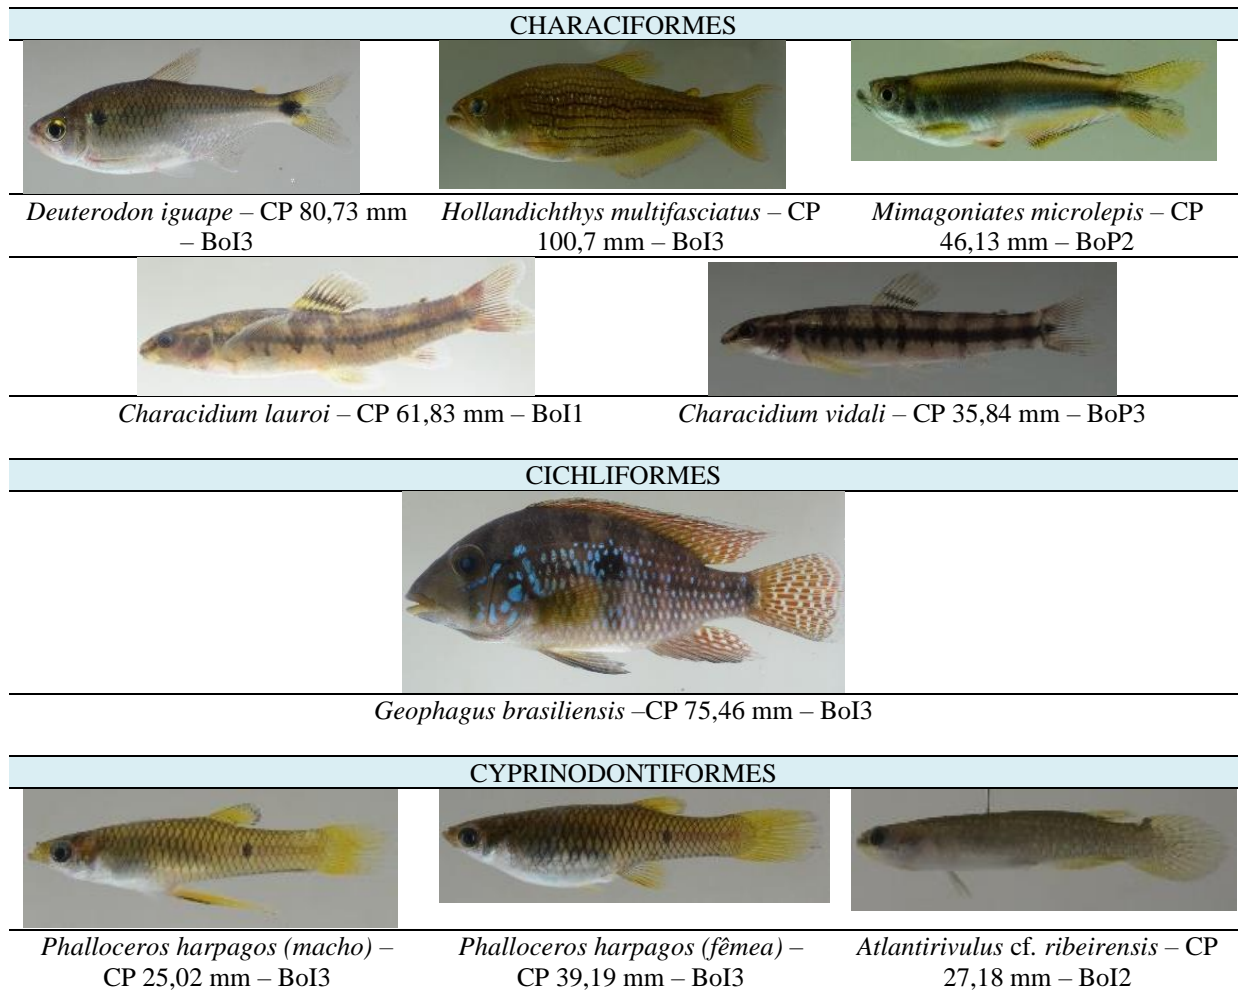 CHARACIFORMES
Deuterodon iguape – CP 80,73 mm
– BoI3
Hollandichthys multifasciatus – CP
100,7 mm – BoI3
Mimagoniates microlepis – CP
46,13 mm – BoP2
Characidium lauroi – CP 61,83 mm – BoI1
Characidium vidali – CP 35,84 mm – BoP3
CICHLIFORMES
Geophagus brasiliensis –CP 75,46 mm – BoI3
CYPRINODONTIFORMES
Phalloceros harpagos (macho) –
CP 25,02 mm – BoI3
Phalloceros harpagos (fêmea) –
CP 39,19 mm – BoI3
Atlantirivulus cf. ribeirensis – CP
27,18 mm – BoI2